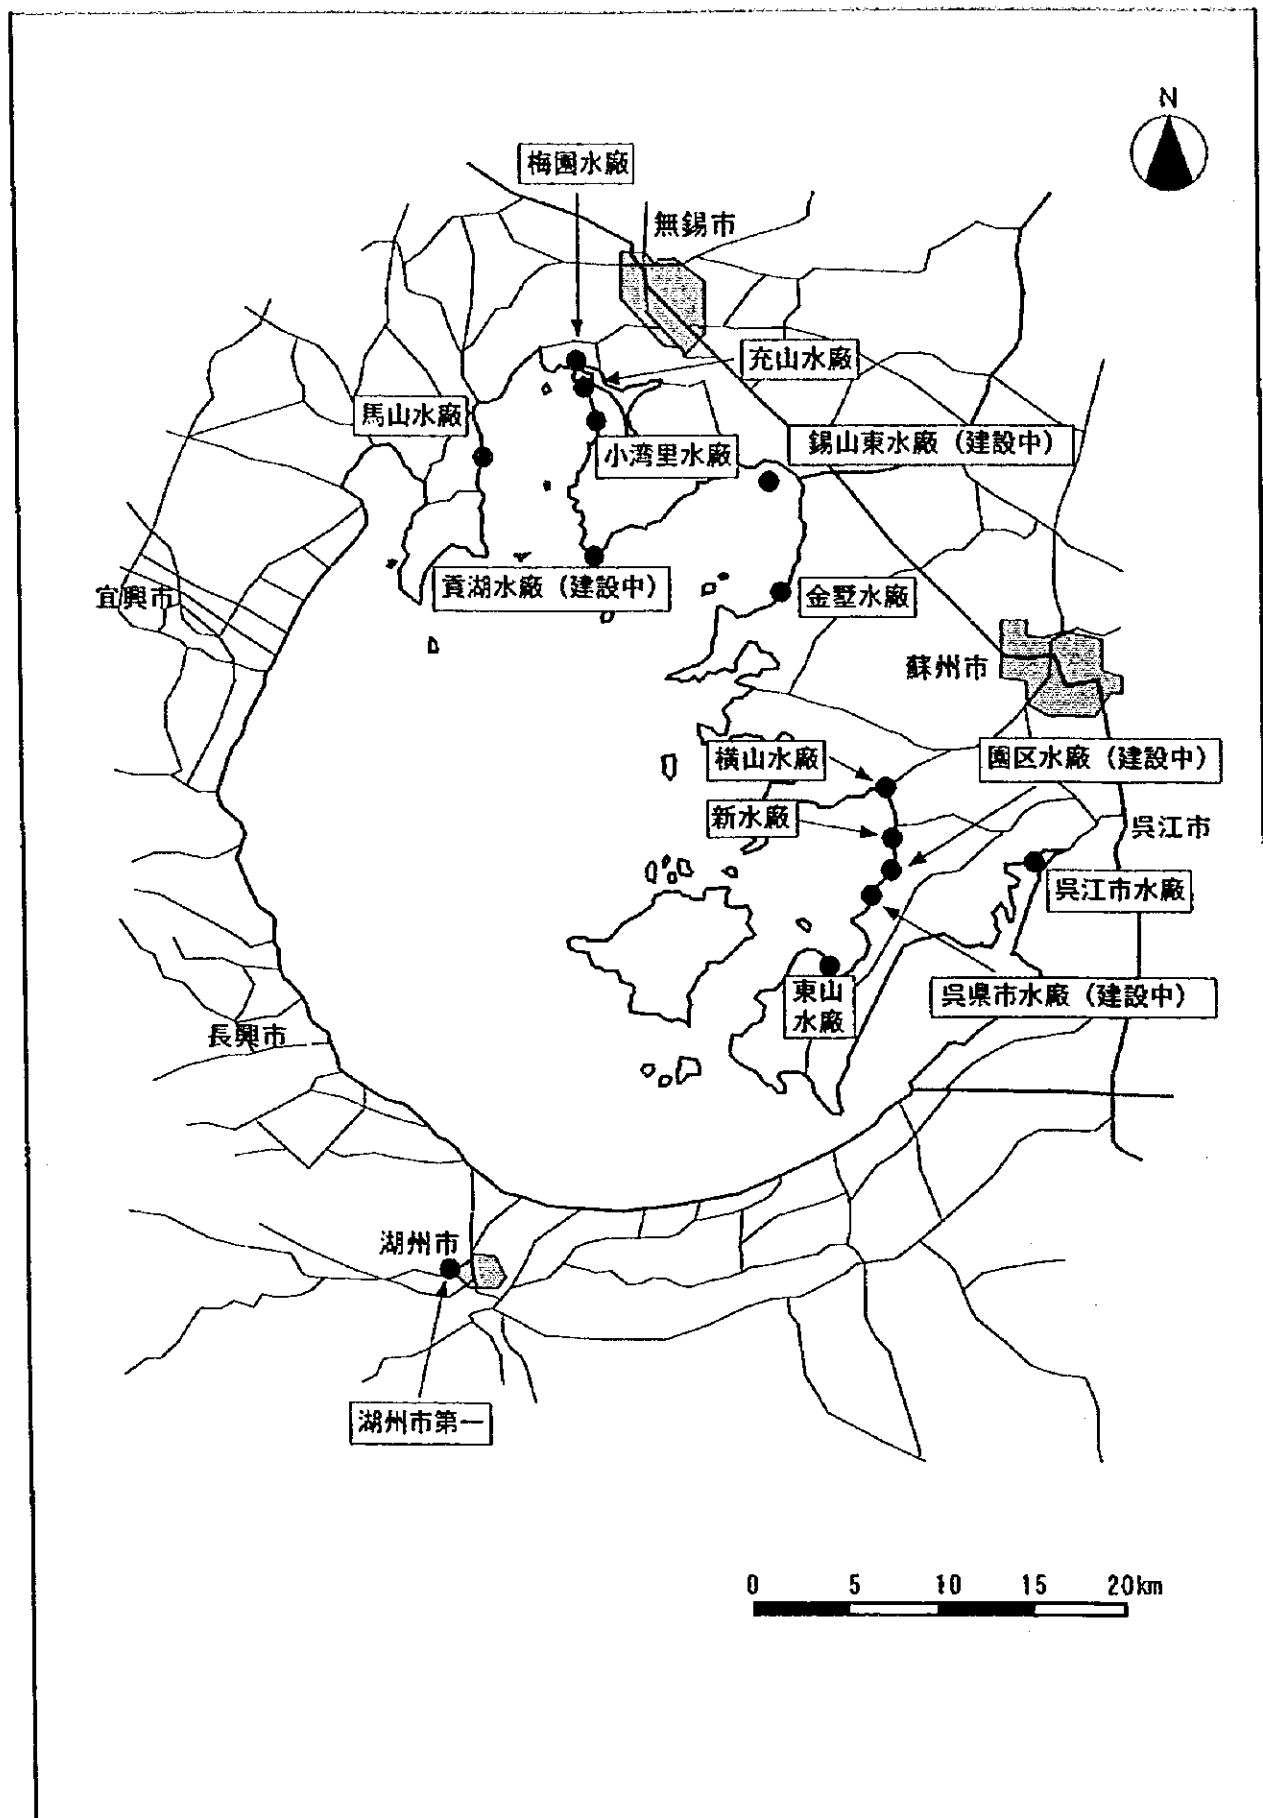 N
梅園水廠
無錫市
充山水廠
馬山水廠
錫山東水廠（建設中）
小湾里水廠
貢湖水廠（建設中）
金墅水廠
宜興市
蘇州市
横山水廠
園区水廠（建設中）
新水廠
呉江市
呉江市水廠
東山
水廠
呉県市水廠（建設中）
長興市
湖州市
湖州市第一
0 5 10 15 20km